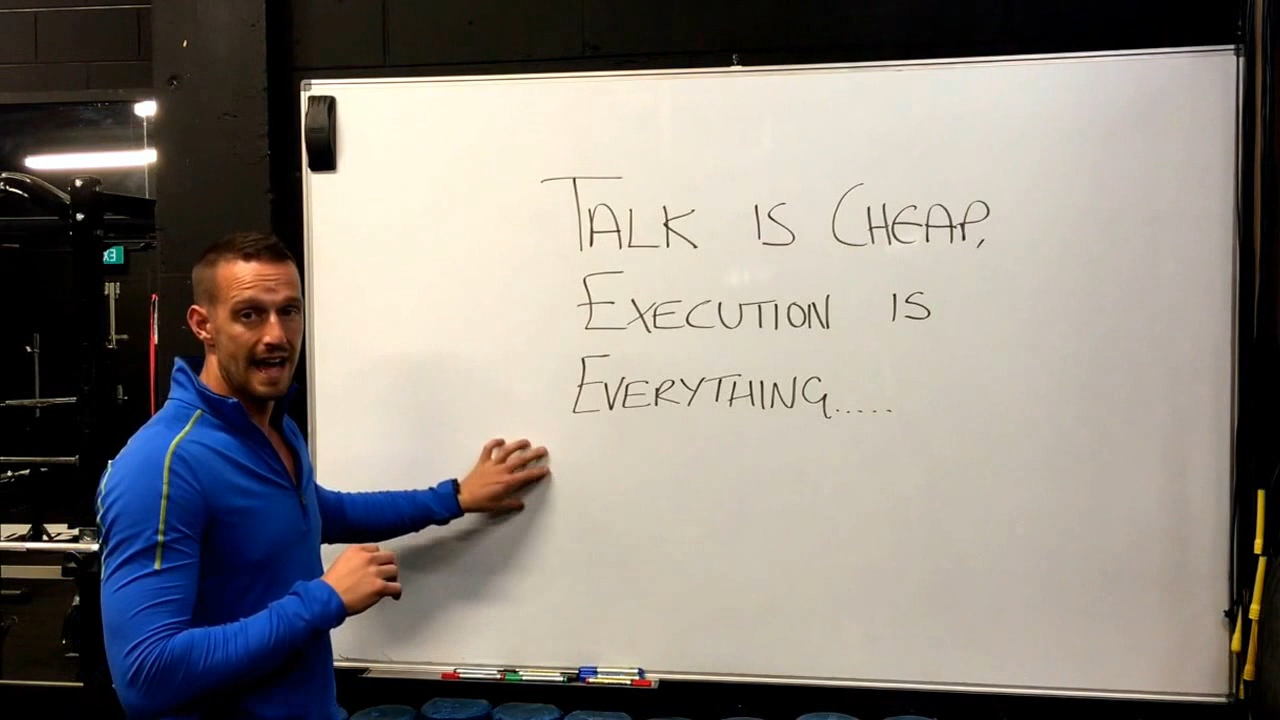 TALK IS CHEAP,
EXECUTION IS
EVERYTHING.....